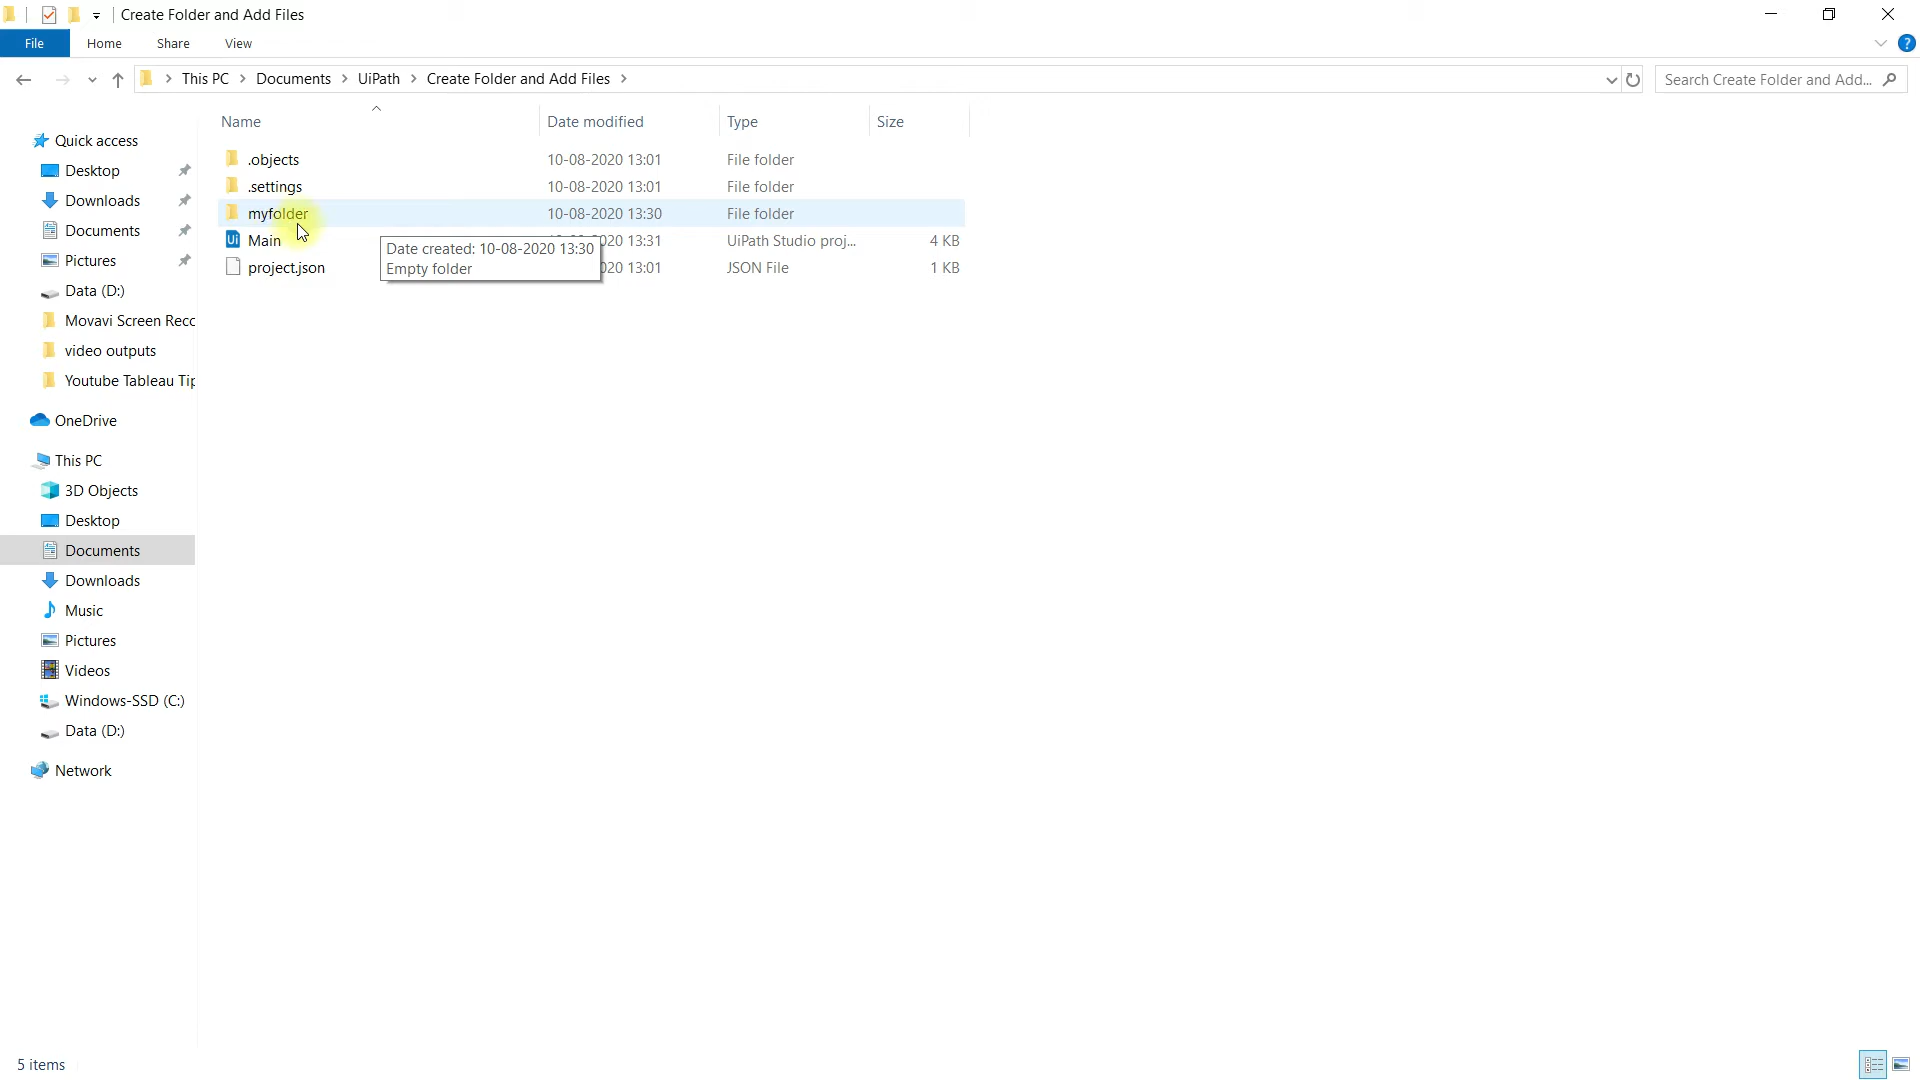 Create Folder and Add Files
File Home Share View
This PC Documents UiPath Create Folder and Add Files
Search Create Folder and Add...
Name Date modified Type Size
Quick access
Desktop
Downloads
Documents
Pictures
Data (D:)
Movavi Screen Recc
video outputs
Youtube Tableau Tip
OneDrive
This PC
3D Objects
Desktop
Documents
Downloads
Music
Pictures
Videos
Windows-SSD (C:)
Data (D:)
Network
.objects 10-08-2020 13:01 File folder
.settings 10-08-2020 13:01 File folder
myfolder 10-08-2020 13:30 File folder
Main 20 13:31 UiPath Studio proj... 4 KB
project.json 20 13:01 JSON File 1 KB
Date created: 10-08-2020 13:30
Empty folder
5 items